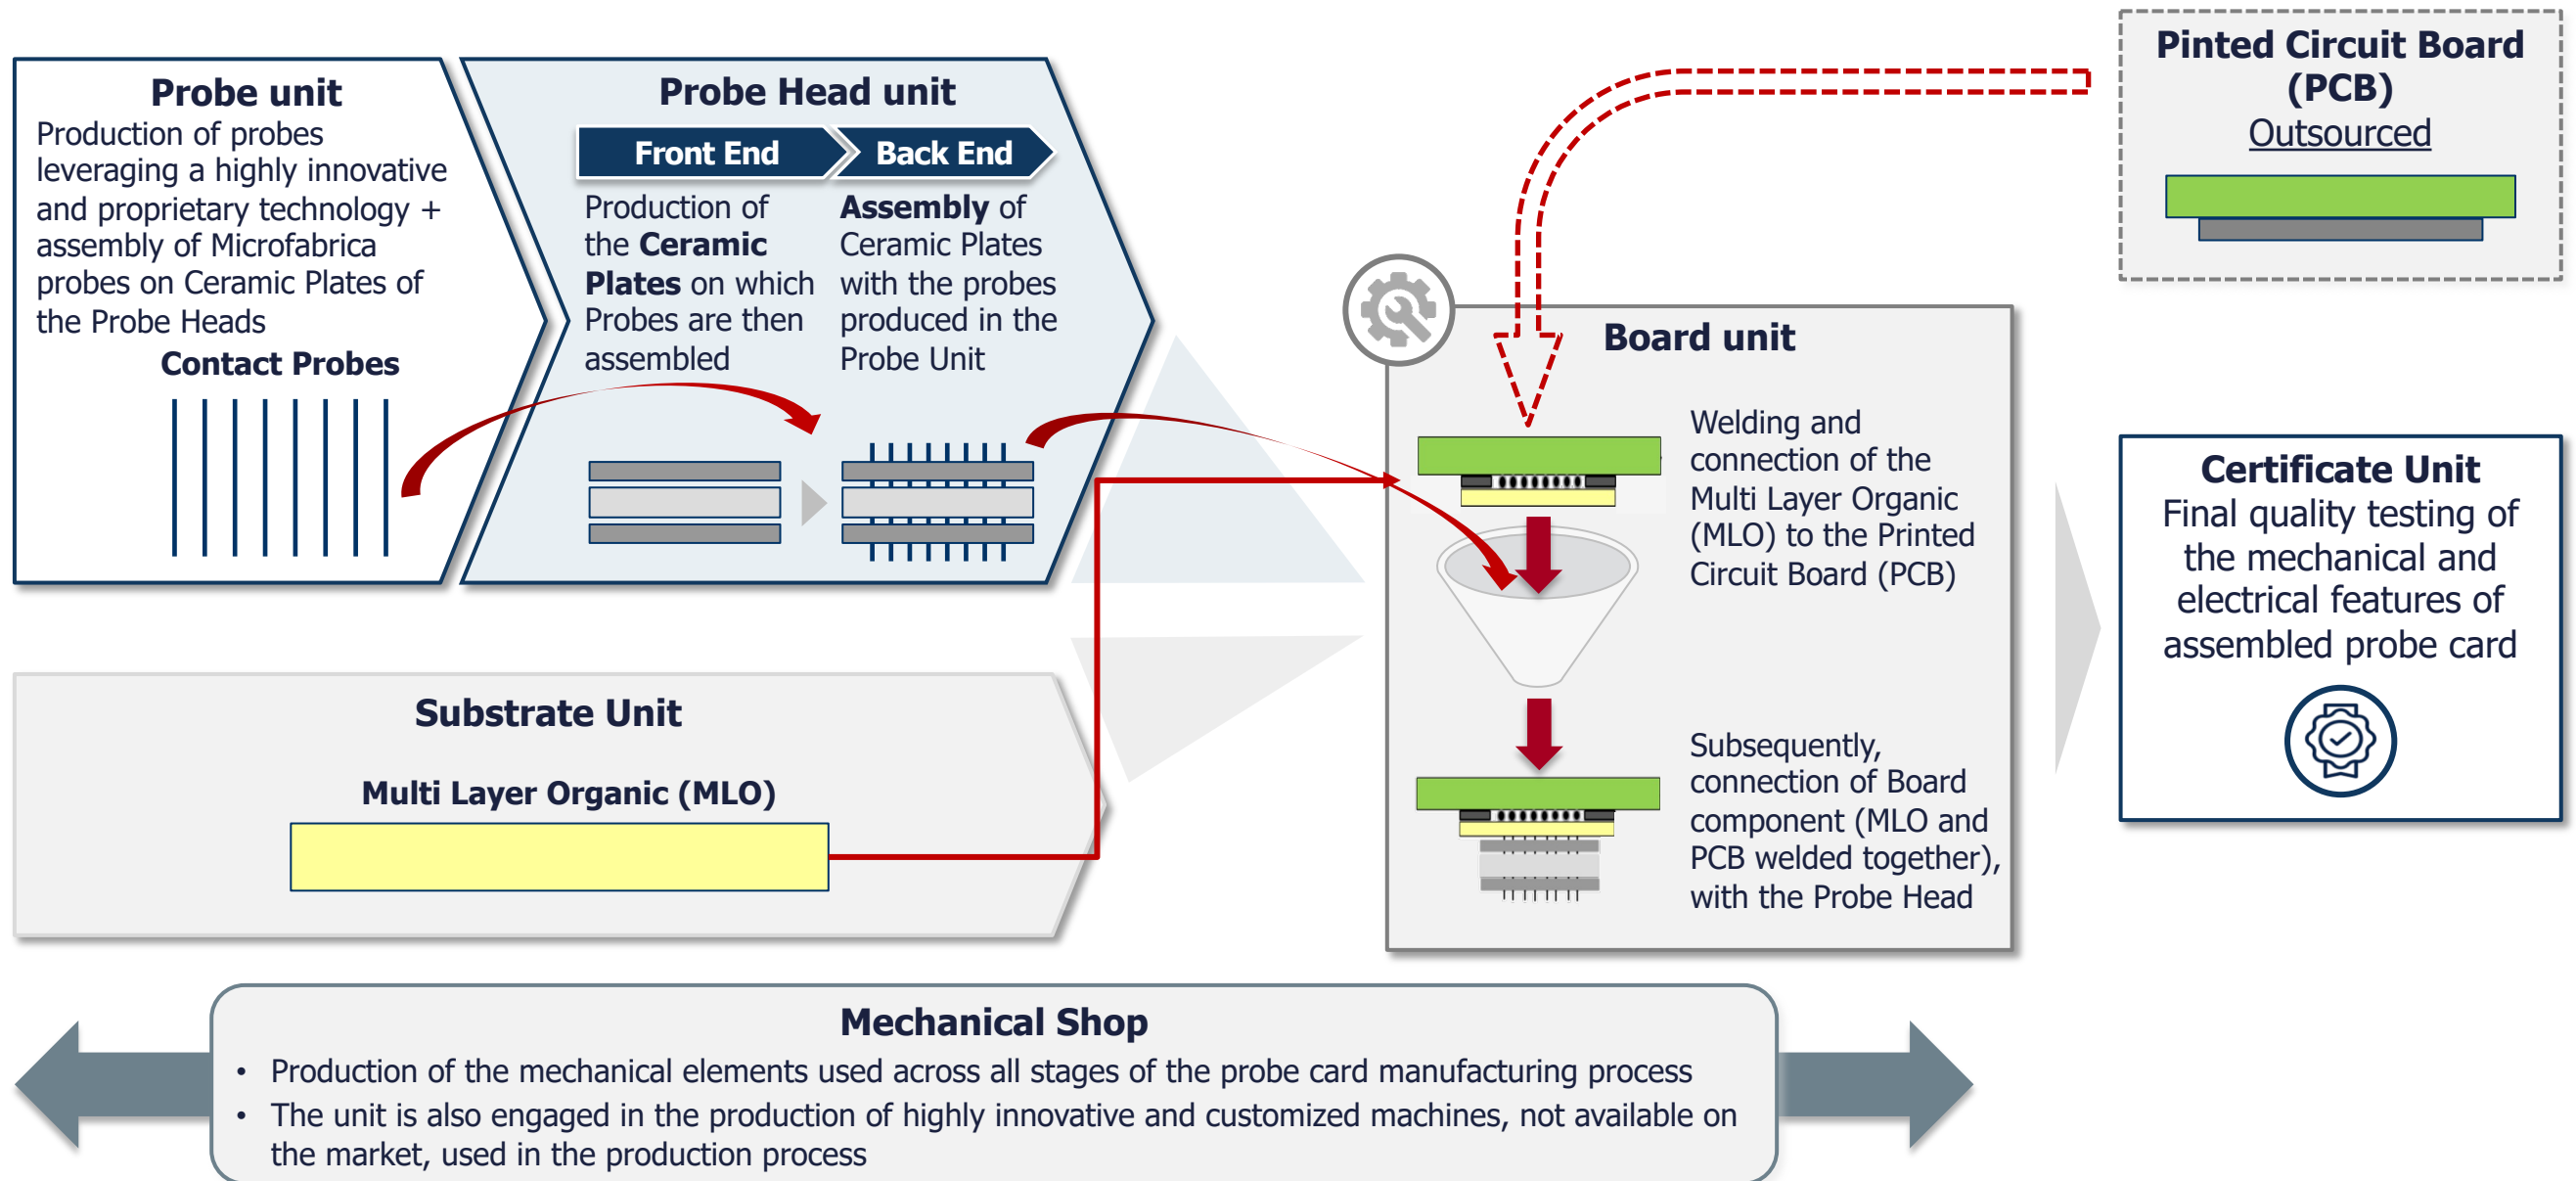 Probe unit
Production of probes
leveraging a highly innovative
and proprietary technology +
assembly of Microfabrica
probes on Ceramic Plates of
the Probe Heads
Contact Probes
Probe Head unit
Front End
Back End
Production of
the Ceramic
Plates on which
Probes are then
assembled
Assembly of
Ceramic Plates
with the probes
produced in the
Probe Unit
Pinted Circuit Board
(PCB)
Outsourced
Board unit
Welding and
connection of the
Multi Layer Organic
(MLO) to the Printed
Circuit Board (PCB)
Subsequently,
connection of Board
component (MLO and
PCB welded together),
with the Probe Head
Certificate Unit
Final quality testing of
the mechanical and
electrical features of
assembled probe card
Substrate Unit
Multi Layer Organic (MLO)
Mechanical Shop
• Production of the mechanical elements used across all stages of the probe card manufacturing process
• The unit is also engaged in the production of highly innovative and customized machines, not available on
the market, used in the production process